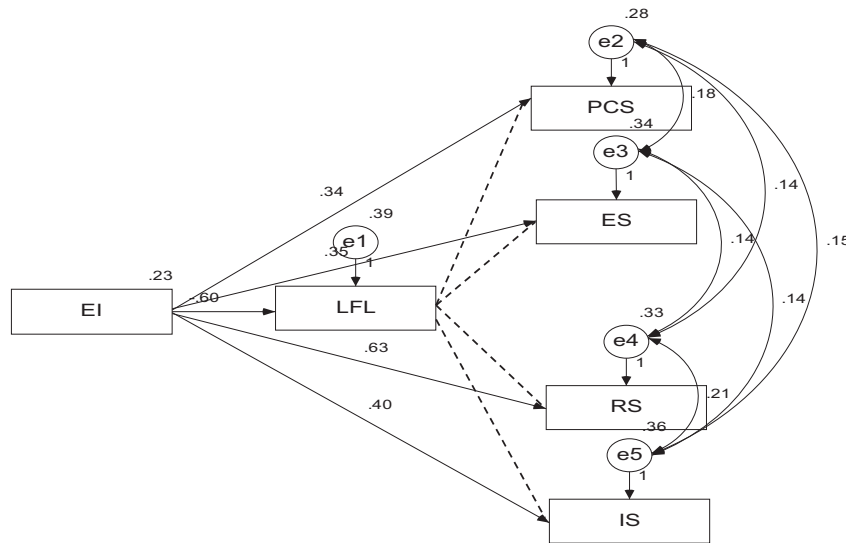 .28
e2
1
PCS
.18
.34
e3
1
ES
.14
.14
.15
.14
.34
.39
e1
1
.35
.23
EI
-.60
LFL
.63
.40
.33
e4
1
RS
.21
.36
e5
1
IS